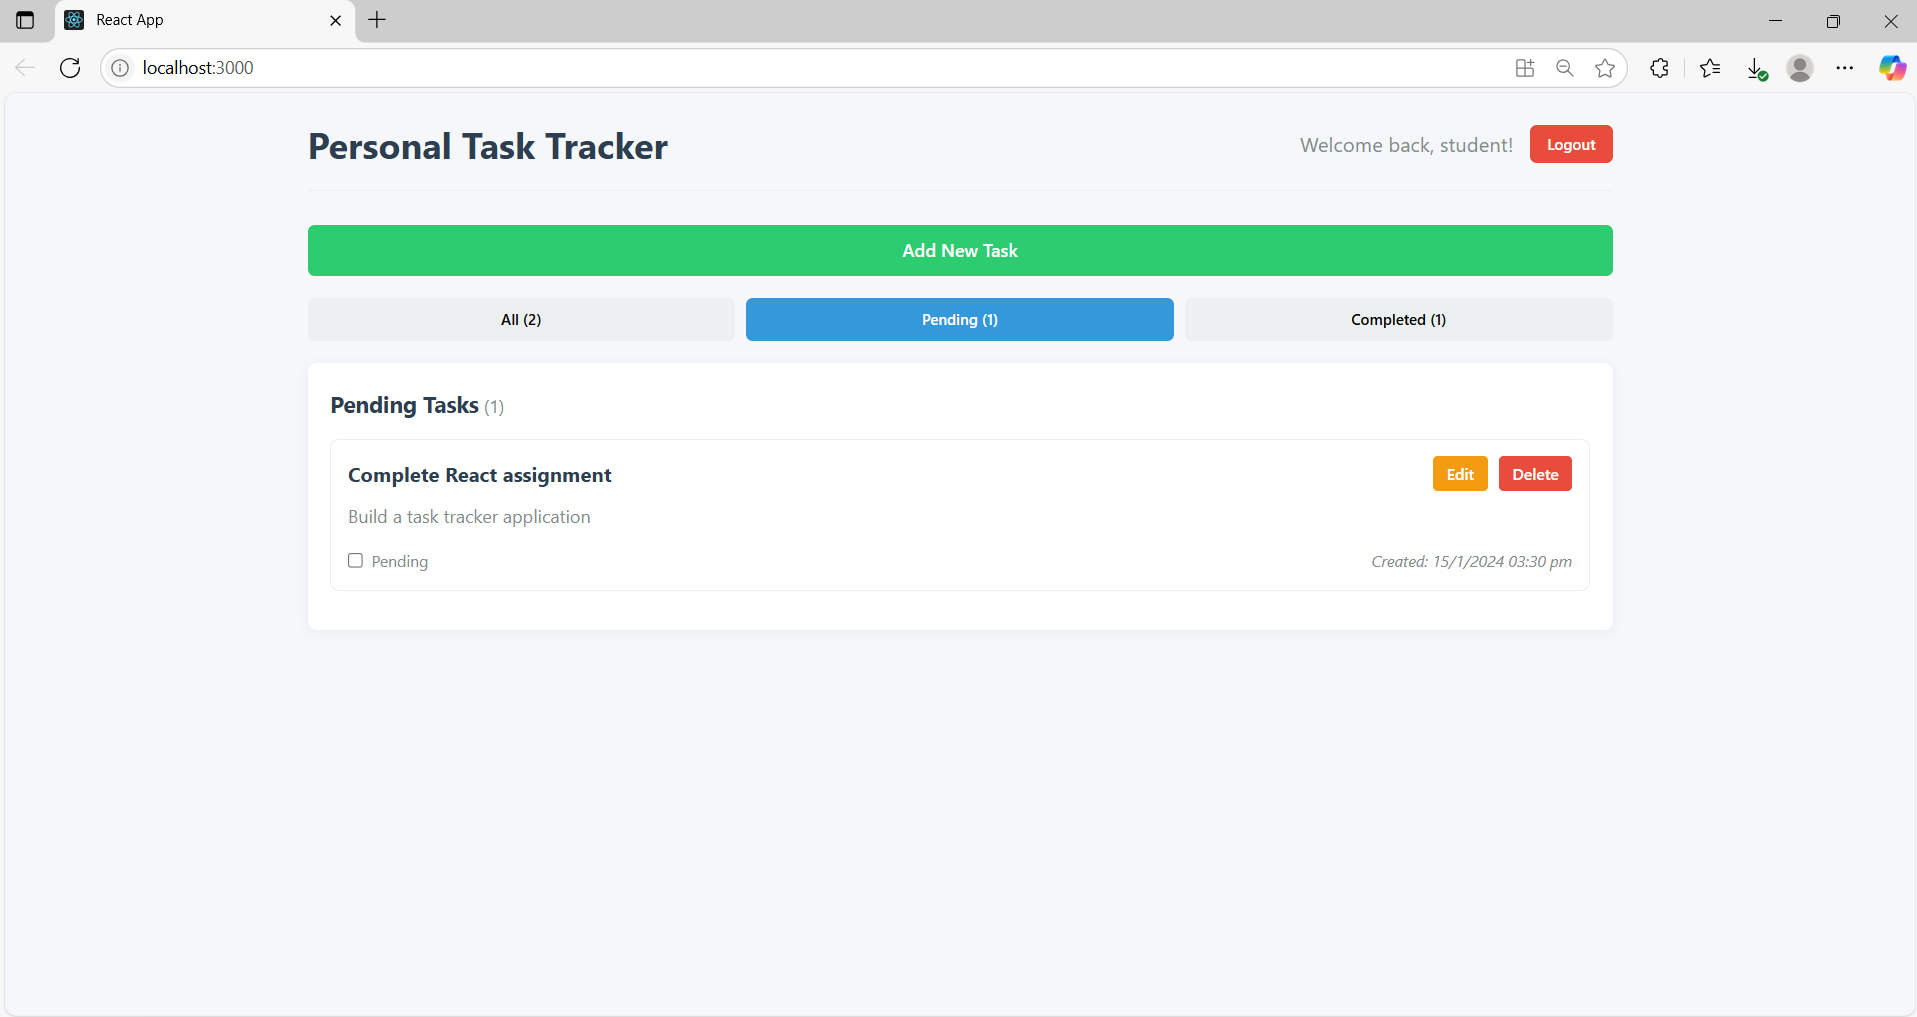 React App
localhost:3000
Personal Task Tracker
Welcome back, student!
Logout
Add New Task
All (2)
Pending (1)
Completed (1)
Pending Tasks (1)
Complete React assignment
Edit
Delete
Build a task tracker application
Pending
Created: 15/1/2024 03:30 pm